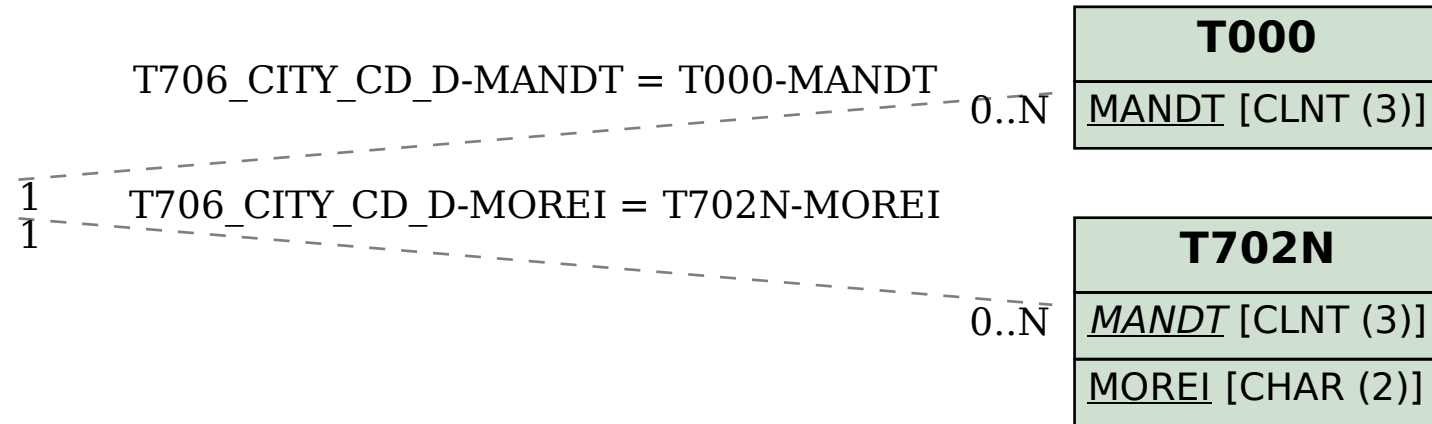 T000
T706_CITY_CD_D-MANDT = T000-MANDT
0..N
MANDT [CLNT (3)]
1
T706_CITY_CD_D-MOREI = T702N-MOREI
1
T702N
0..N
MANDT [CLNT (3)]
MOREI [CHAR (2)]